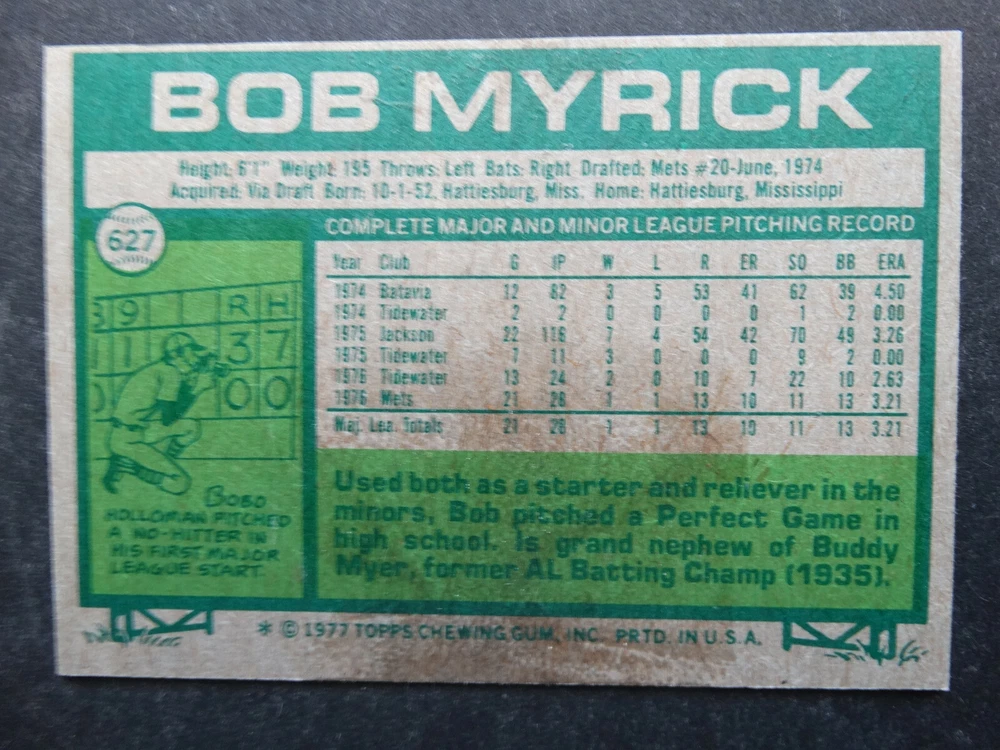 BOB MYRICK
Height: 6'1" Weight: 195 Throws: Left Bats: Right Drafted: Mets #20-June, 1974
Acquired: Via Draft Born: 10-1-52, Hattiesburg, Miss. Home: Hattiesburg, Mississippi
627
COMPLETE MAJOR AND MINOR LEAGUE PITCHING RECORD
Year Club G IP W L R ER SO BB ERA
1974 Batavia 12 82 3 5 53 41 62 39 4.50
1974 Tidewater 2 2 0 0 0 0 1 2 0.00
1975 Jackson 22 116 7 4 54 42 70 49 3.26
1975 Tidewater 7 11 3 0 0 0 9 2 0.00
1976 Tidewater 13 24 2 0 10 7 22 10 2.63
1976 Mets 21 28 1 1 13 10 11 13 3.21
Maj. Lea. Totals 21 28 1 1 13 10 11 13 3.21
39 R H
1 1 0 3 7
0 0 0
BOBO
HOLLOMAN PITCHED
A NO-HITTER IN
HIS FIRST MAJOR
LEAGUE START.
Used both as a starter and reliever in the
minors, Bob pitched a Perfect Game in
high school. Is grand nephew of Buddy
Myer, former AL Batting Champ (1935).
* © 1977 TOPPS CHEWING GUM, INC. PRTD. IN U.S.A.